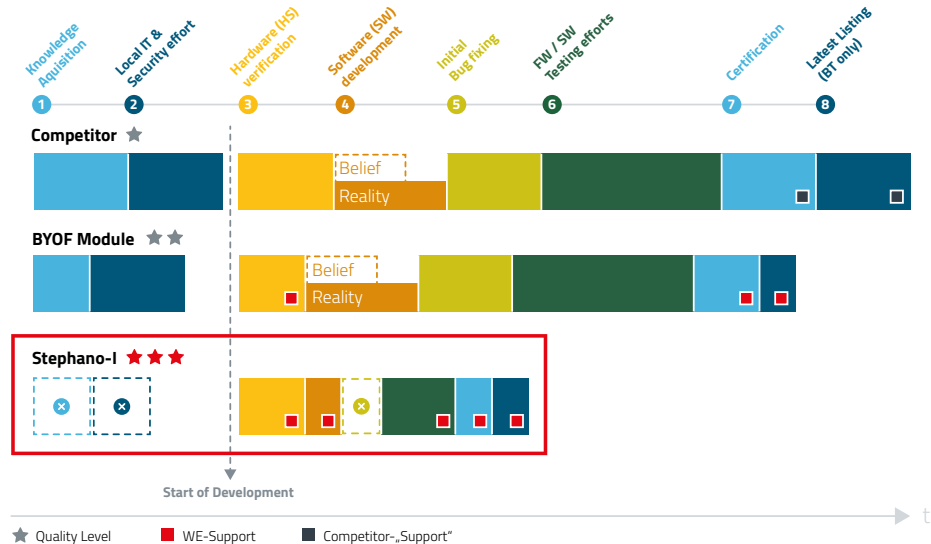 Knowledge
Aquisition
Local IT &
Security effort
Hardware (HS)
verification
Software (SW)
development
Initial
Bug fixing
FW / SW
Testing efforts
Certification
Latest Listing
(BT only)
1
2
3
4
5
6
7
8
Competitor
Belief
Reality
BYOF Module
Belief
Reality
Stephano-I
Start of Development
t
Quality Level
WE-Support
Competitor-„Support“